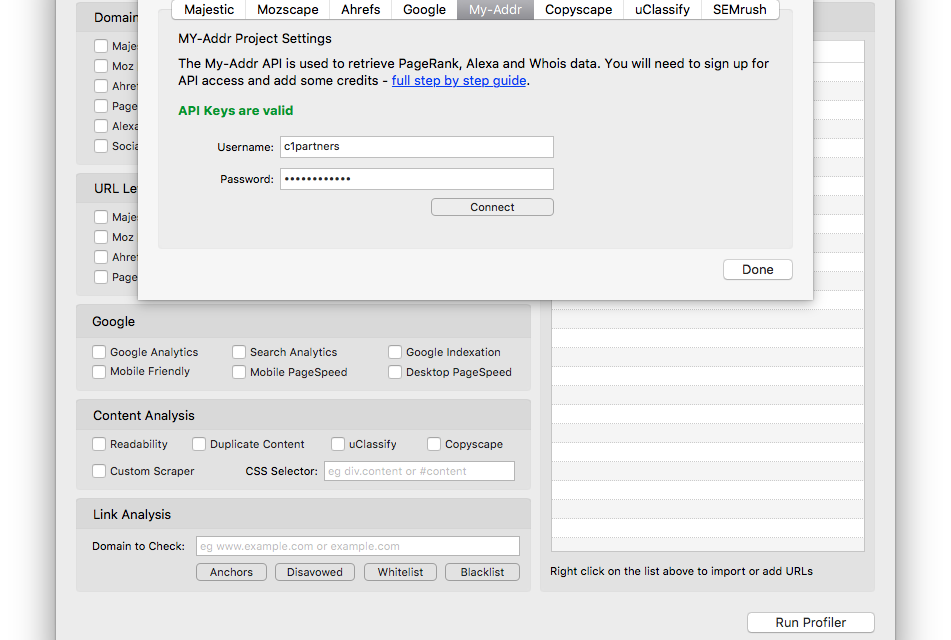 Majestic Mozscape Ahrefs Google My-Addr Copyscape uClassify SEMrush
MY-Addr Project Settings
The My-Addr API is used to retrieve PageRank, Alexa and Whois data. You will need to sign up for
API access and add some credits - full step by step guide.
API Keys are valid
Username: c1partners
Password: ••••••••••••
Connect
Done
Domain
Maje
Moz
Ahre
Page
Alexa
Socia
URL Le
Maje
Moz
Ahre
Page
Google
Google Analytics Search Analytics Google Indexation
Mobile Friendly Mobile PageSpeed Desktop PageSpeed
Content Analysis
Readability Duplicate Content uClassify Copyscape
Custom Scraper CSS Selector: eg div.content or #content
Link Analysis
Domain to Check: eg www.example.com or example.com
Anchors Disavowed Whitelist Blacklist
Right click on the list above to import or add URLs
Run Profiler